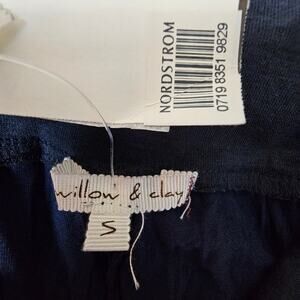 NORDSTROM
0719 8351 9829
willow & clay
S